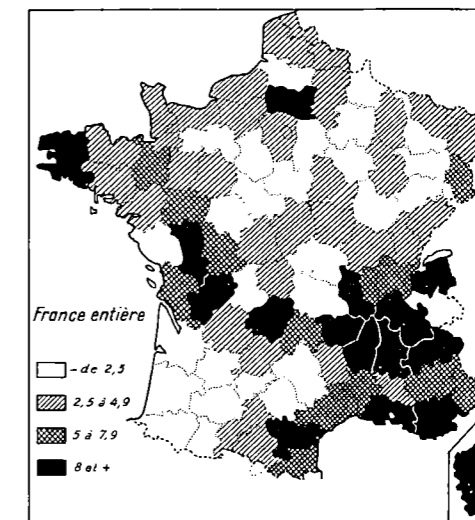 France entière
- de 2,5
2,5 à 4,9
5 à 7,9
8 et +